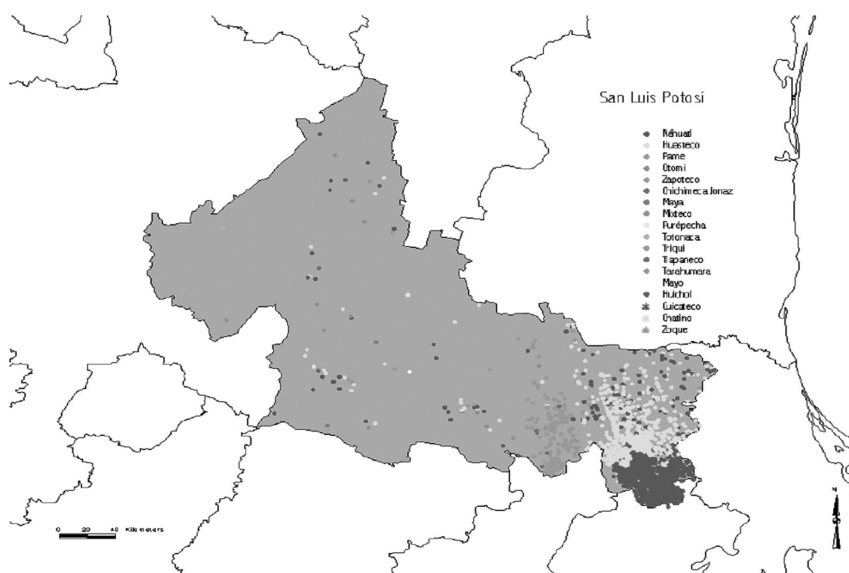 San Luis Potosí
Náhuatl
Huasteco
Pame
Otomí
Zapoteco
Chichimeca Jonaz
Maya
Mixteco
Purépecha
Totonaca
Triqui
Tlapaneco
Tarahumara
Mayo
Huichol
Cuicateco
Chatino
Zoque
N
0 20 40 Kilometers